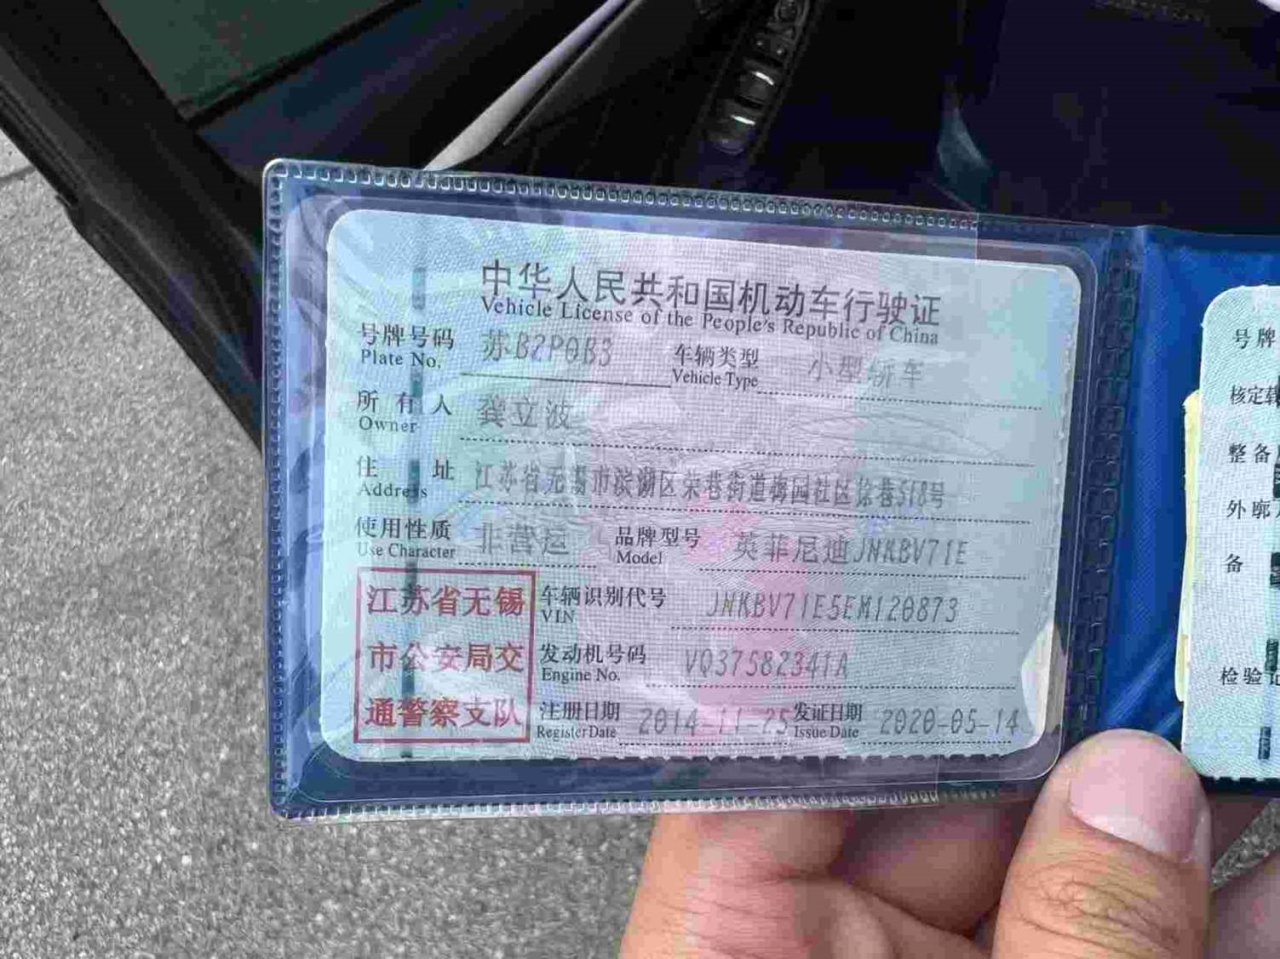 中华人民共和国机动车行驶证
Vehicle License of the People's Republic of China
号牌号码 苏B2P0B3 车辆类型 小型轿车
Plate No. Vehicle Type
所有人 龚立波
Owner
住址 江苏省无锡市滨湖区荣巷街道梅园社区徐巷518号
Address
使用性质 非营运 品牌型号 英菲尼迪JNKBV71E
Use Character Model
江苏省无锡
市公安局交
通警察支队
车辆识别代号 JNKBV71E5EM120873
VIN
发动机号码 VQ37582341A
Engine No.
注册日期 2014-11-25 发证日期 2020-05-14
Register Date Issue Date
号牌
核定载
整备
外廓
备
检验记